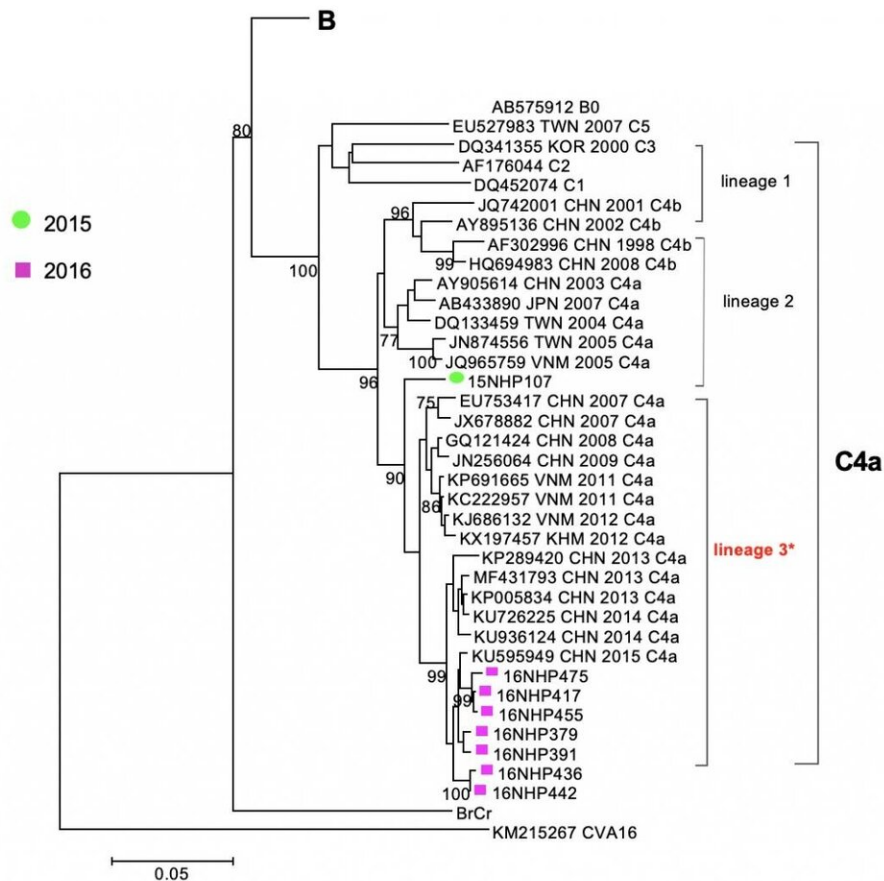 B
AB575912 B0
80
EU527983 TWN 2007 C5
DQ341355 KOR 2000 C3
AF176044 C2
lineage 1
DQ452074 C1
JQ742001 CHN 2001 C4b
96
AY895136 CHN 2002 C4b
2015
AF302996 CHN 1998 C4b
99
HQ694983 CHN 2008 C4b
100
2016
AY905614 CHN 2003 C4a
AB433890 JPN 2007 C4a
lineage 2
DQ133459 TWN 2004 C4a
77
JN874556 TWN 2005 C4a
100
JQ965759 VNM 2005 C4a
96
15NHP107
75
EU753417 CHN 2007 C4a
JX678882 CHN 2007 C4a
GQ121424 CHN 2008 C4a
JN256064 CHN 2009 C4a
C4a
90
KP691665 VNM 2011 C4a
KC222957 VNM 2011 C4a
86
KJ686132 VNM 2012 C4a
KX197457 KHM 2012 C4a
lineage 3*
KP289420 CHN 2013 C4a
MF431793 CHN 2013 C4a
KP005834 CHN 2013 C4a
KU726225 CHN 2014 C4a
KU936124 CHN 2014 C4a
KU595949 CHN 2015 C4a
99
16NHP475
16NHP417
99
16NHP455
16NHP379
16NHP391
16NHP436
100
16NHP442
BrCr
KM215267 CVA16
0.05